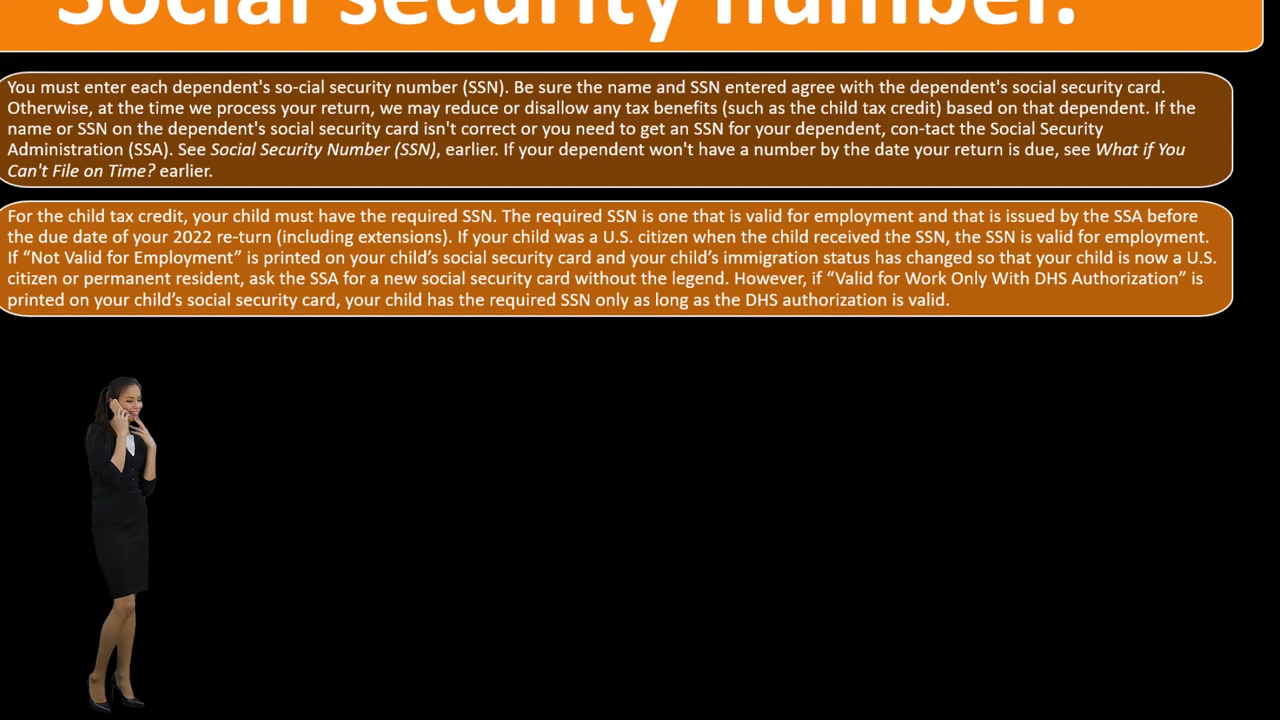 Social security number.
You must enter each dependent's so-cial security number (SSN). Be sure the name and SSN entered agree with the dependent's social security card.
Otherwise, at the time we process your return, we may reduce or disallow any tax benefits (such as the child tax credit) based on that dependent. If the
name or SSN on the dependent's social security card isn't correct or you need to get an SSN for your dependent, con-tact the Social Security
Administration (SSA). See Social Security Number (SSN), earlier. If your dependent won't have a number by the date your return is due, see What if You
Can't File on Time? earlier.
For the child tax credit, your child must have the required SSN. The required SSN is one that is valid for employment and that is issued by the SSA before
the due date of your 2022 re-turn (including extensions). If your child was a U.S. citizen when the child received the SSN, the SSN is valid for employment.
If “Not Valid for Employment” is printed on your child’s social security card and your child’s immigration status has changed so that your child is now a U.S.
citizen or permanent resident, ask the SSA for a new social security card without the legend. However, if “Valid for Work Only With DHS Authorization” is
printed on your child’s social security card, your child has the required SSN only as long as the DHS authorization is valid.